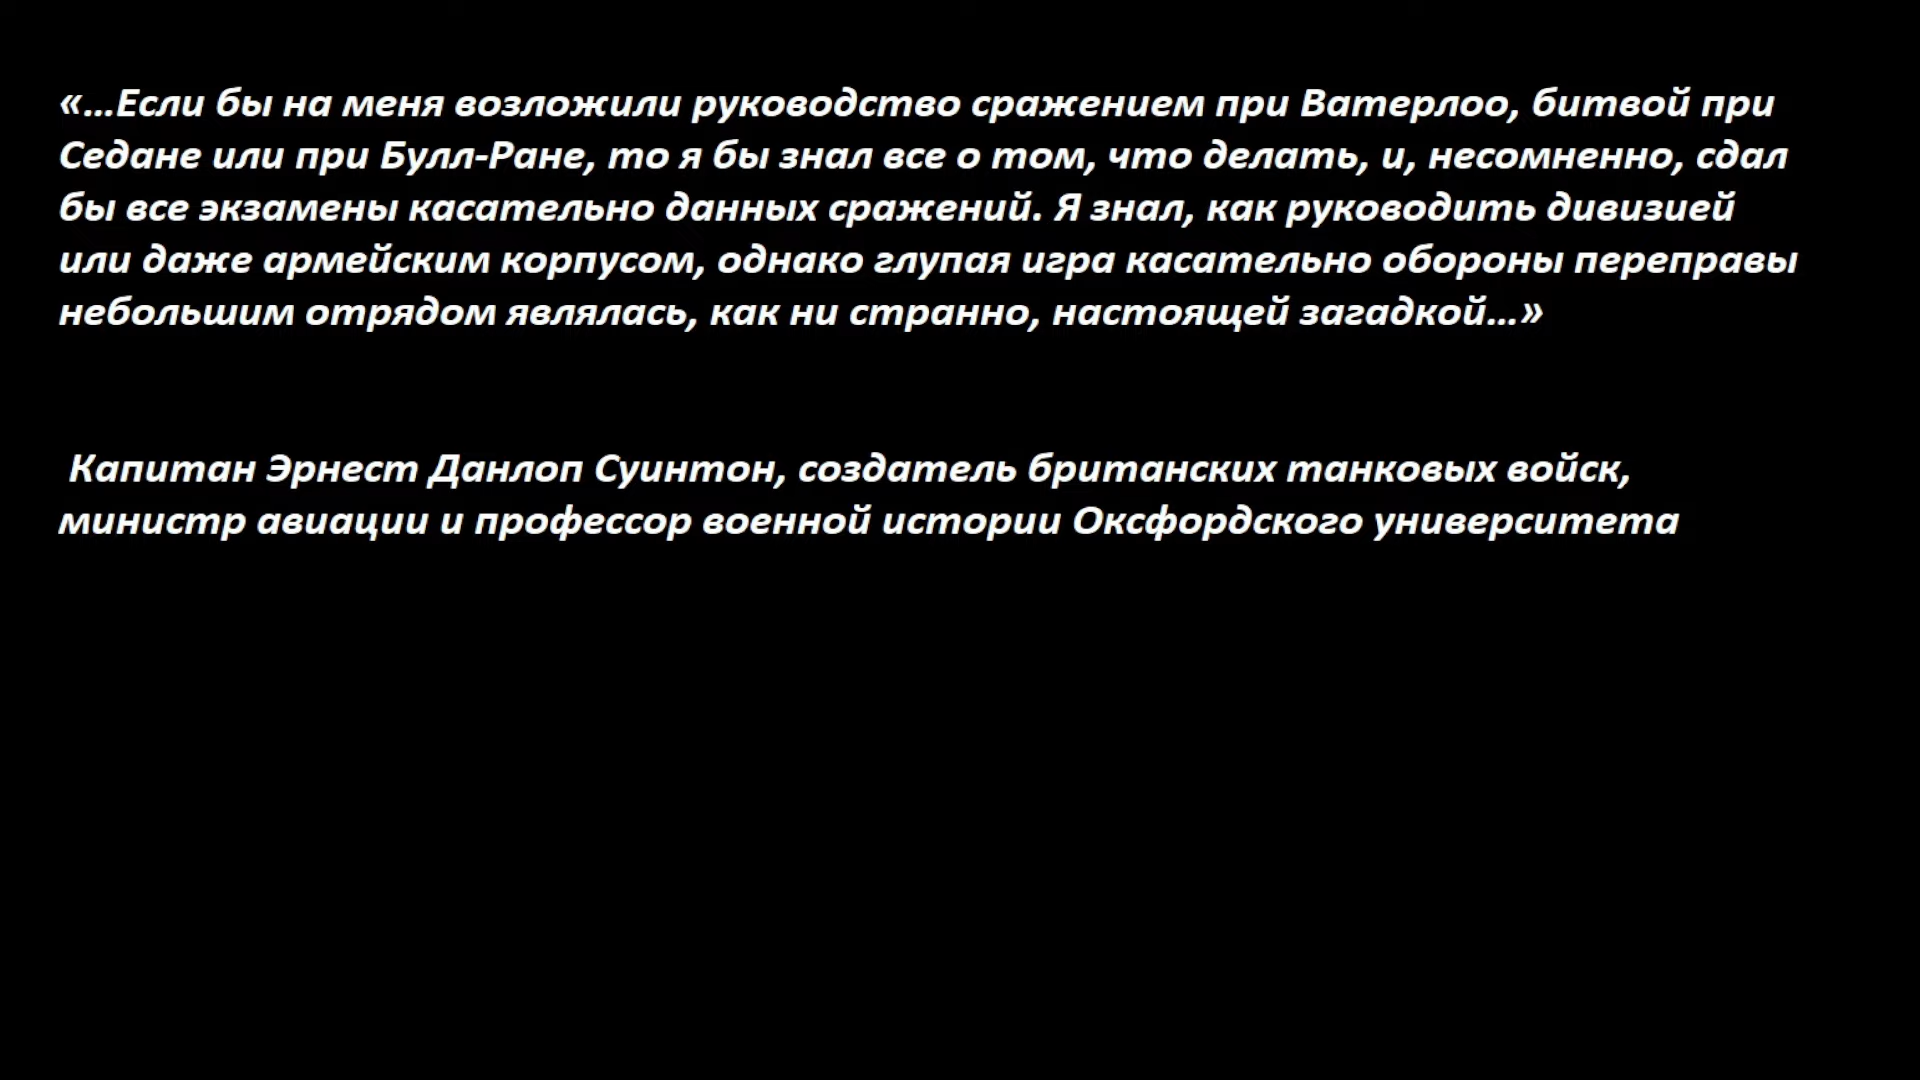 «...Если бы на меня возложили руководство сражением при Ватерлоо, битвой при
Седане или при Булл-Ране, то я бы знал все о том, что делать, и, несомненно, сдал
бы все экзамены касательно данных сражений. Я знал, как руководить дивизией
или даже армейским корпусом, однако глупая игра касательно обороны переправы
небольшим отрядом являлась, как ни странно, настоящей загадкой...»
Капитан Эрнест Данлоп Суинтон, создатель британских танковых войск,
министр авиации и профессор военной истории Оксфордского университета